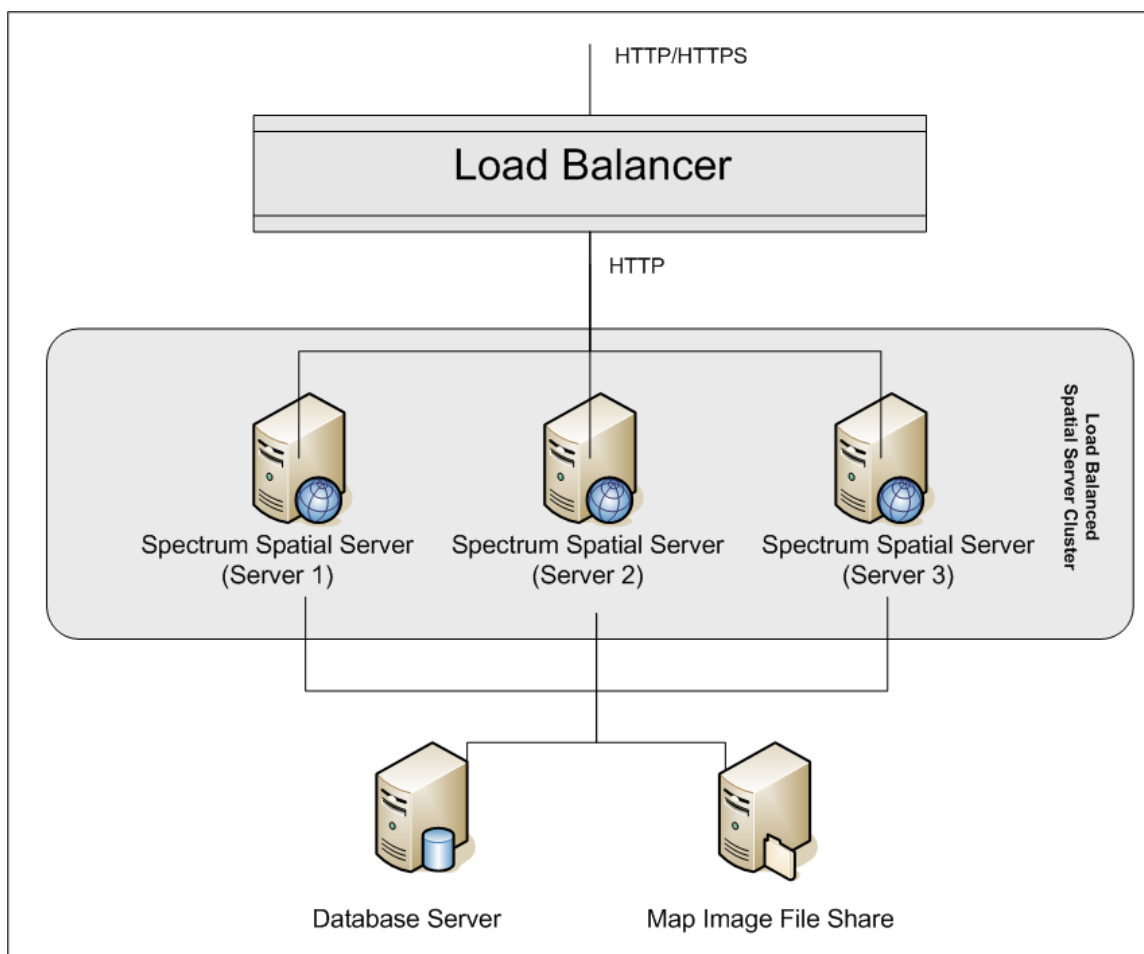 HTTP/HTTPS
Load Balancer
HTTP
Load Balanced
Spatial Server Cluster
Spectrum Spatial Server
(Server 1)
Spectrum Spatial Server
(Server 2)
Spectrum Spatial Server
(Server 3)
Database Server
Map Image File Share